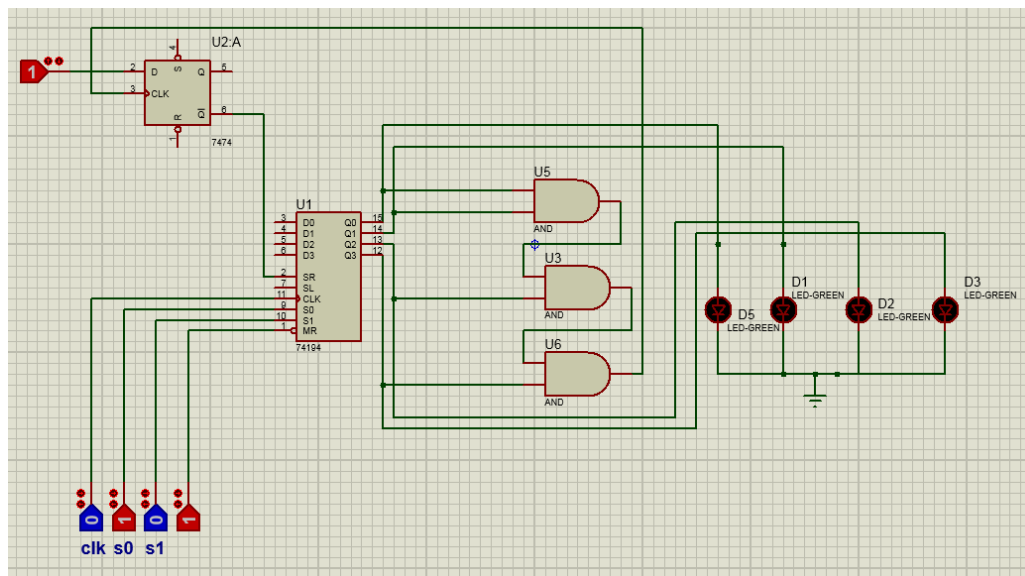 U2:A
1
2
D
S
4
Q
5
3
CLK
R
1
Q
6
7474
U1
3
D0
Q0
15
4
D1
Q1
14
5
D2
Q2
13
6
D3
Q3
12
2
SR
7
SL
11
CLK
9
S0
10
S1
1
MR
74194
U5
AND
U3
AND
U6
AND
D5
LED-GREEN
D1
LED-GREEN
D2
LED-GREEN
D3
LED-GREEN
0
1
0
1
clk s0 s1